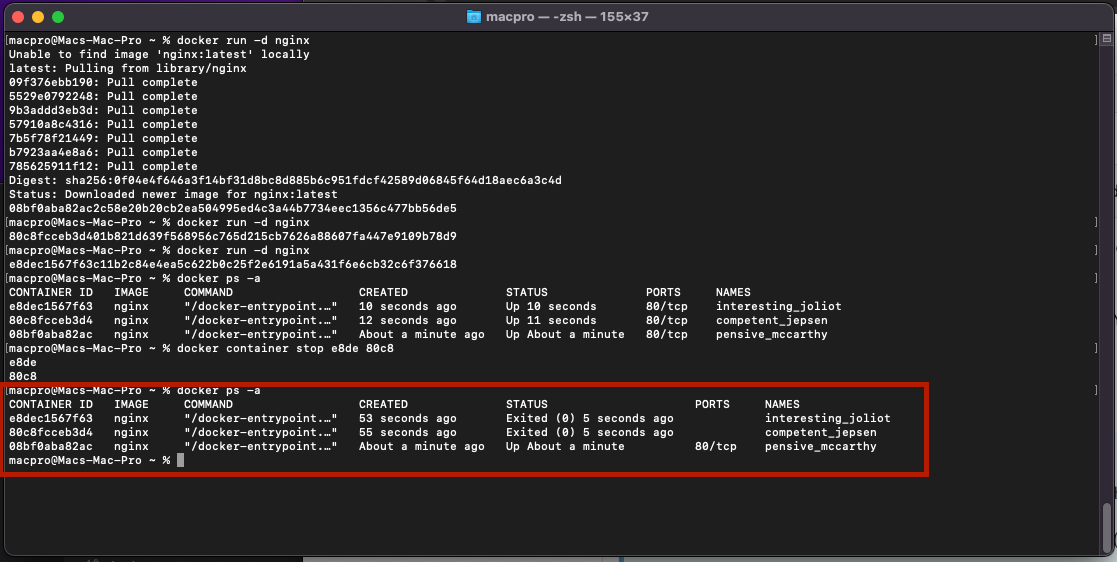 macpro — -zsh — 155×37
[macpro@Macs-Mac-Pro ~ % docker run -d nginx ]
Unable to find image 'nginx:latest' locally
latest: Pulling from library/nginx
09f376ebb190: Pull complete
5529e0792248: Pull complete
9b3addd3eb3d: Pull complete
57910a8c4316: Pull complete
7b5f78f21449: Pull complete
b7923aa4e8a6: Pull complete
785625911f12: Pull complete
Digest: sha256:0f04e4f646a3f14bf31d8bc8d885b6c951fdcf42589d06845f64d18aec6a3c4d
Status: Downloaded newer image for nginx:latest
08bf0aba82ac2c58e20b20cb2ea504995ed4c3a44b7734eec1356c477bb56de5
[macpro@Macs-Mac-Pro ~ % docker run -d nginx ]
80c8fcceb3d401b821d639f568956c765d215cb7626a88607fa447e9109b78d9
[macpro@Macs-Mac-Pro ~ % docker run -d nginx ]
e8dec1567f63c11b2c84e4ea5c622b0c25f2e6191a5a431f6e6cb32c6f376618
[macpro@Macs-Mac-Pro ~ % docker ps -a ]
CONTAINER ID IMAGE COMMAND CREATED STATUS PORTS NAMES
e8dec1567f63 nginx "/docker-entrypoint.…" 10 seconds ago Up 10 seconds 80/tcp interesting_joliot
80c8fcceb3d4 nginx "/docker-entrypoint.…" 12 seconds ago Up 11 seconds 80/tcp competent_jepsen
08bf0aba82ac nginx "/docker-entrypoint.…" About a minute ago Up About a minute 80/tcp pensive_mccarthy
[macpro@Macs-Mac-Pro ~ % docker container stop e8de 80c8 ]
e8de
80c8
[macpro@Macs-Mac-Pro ~ % docker ps -a ]
CONTAINER ID IMAGE COMMAND CREATED STATUS PORTS NAMES
e8dec1567f63 nginx "/docker-entrypoint.…" 53 seconds ago Exited (0) 5 seconds ago interesting_joliot
80c8fcceb3d4 nginx "/docker-entrypoint.…" 55 seconds ago Exited (0) 5 seconds ago competent_jepsen
08bf0aba82ac nginx "/docker-entrypoint.…" About a minute ago Up About a minute 80/tcp pensive_mccarthy
macpro@Macs-Mac-Pro ~ %